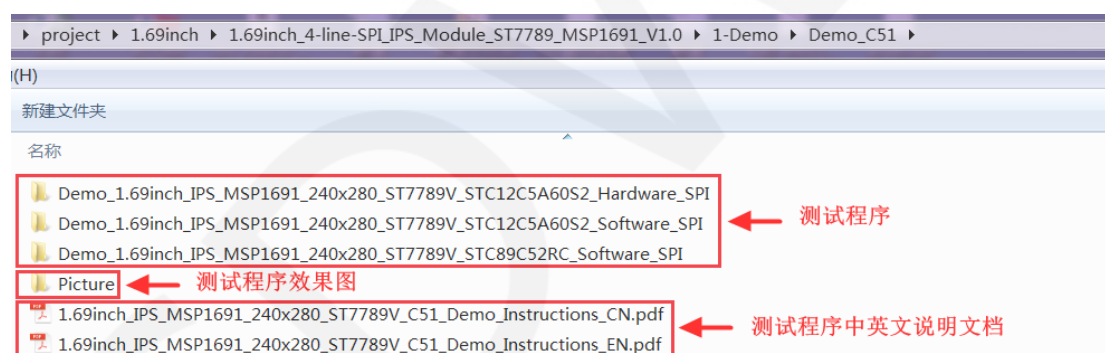 project ▸ 1.69inch ▸ 1.69inch_4-line-SPI_IPS_Module_ST7789_MSP1691_V1.0 ▸ 1-Demo ▸ Demo_C51 ▸
(H)
新建文件夹
名称
Demo_1.69inch_IPS_MSP1691_240x280_ST7789V_STC12C5A60S2_Hardware_SPI
Demo_1.69inch_IPS_MSP1691_240x280_ST7789V_STC12C5A60S2_Software_SPI
测试程序
Demo_1.69inch_IPS_MSP1691_240x280_ST7789V_STC89C52RC_Software_SPI
Picture 测试程序效果图
1.69inch_IPS_MSP1691_240x280_ST7789V_C51_Demo_Instructions_CN.pdf
测试程序中英文说明文档
1.69inch_IPS_MSP1691_240x280_ST7789V_C51_Demo_Instructions_EN.pdf